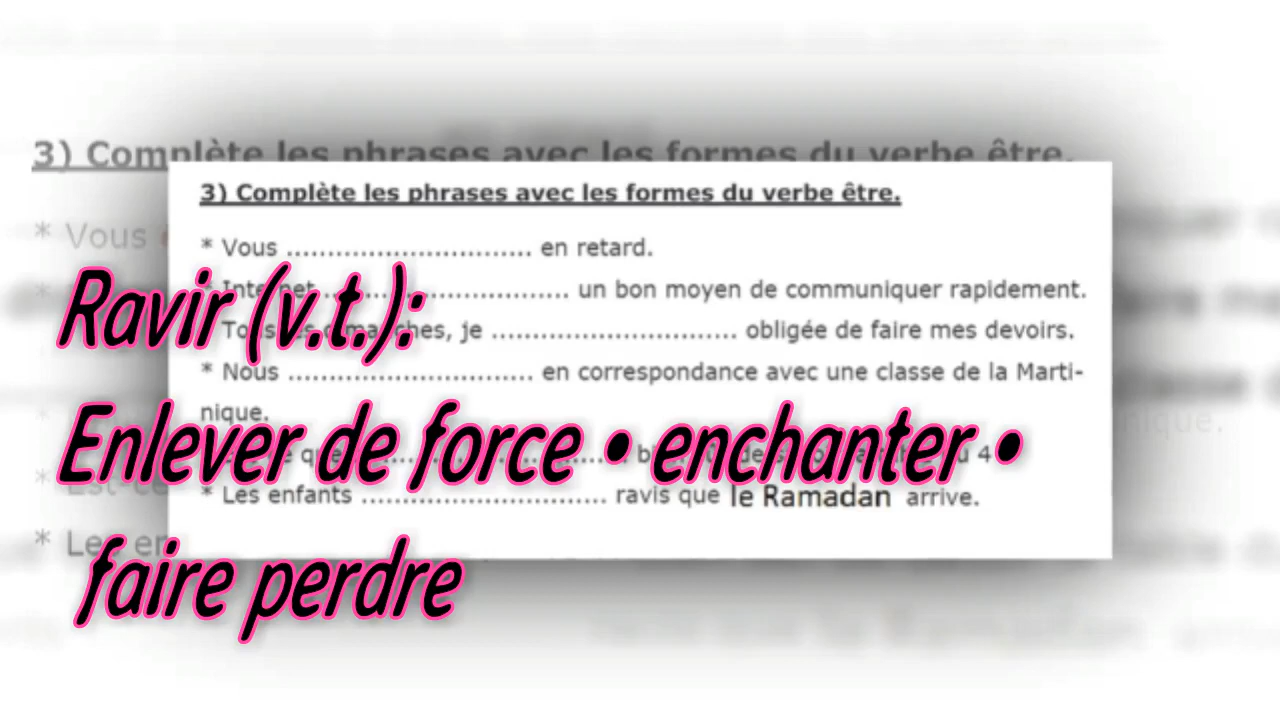 3) Complète les phrases avec les formes du verbe être.
3) Complète les phrases avec les formes du verbe être.
* Vous
* Vous .............................. en retard.
* Internet .............................. un bon moyen de communiquer rapidement.
Ravir (v.t.):
je .............................. obligée de faire mes devoirs.
* Nous .............................. en correspondance avec une classe de la Marti-
nique.
Enlever de force • enchanter •
* Les enfants .............................. ravis que le Ramadan arrive.
faire perdre